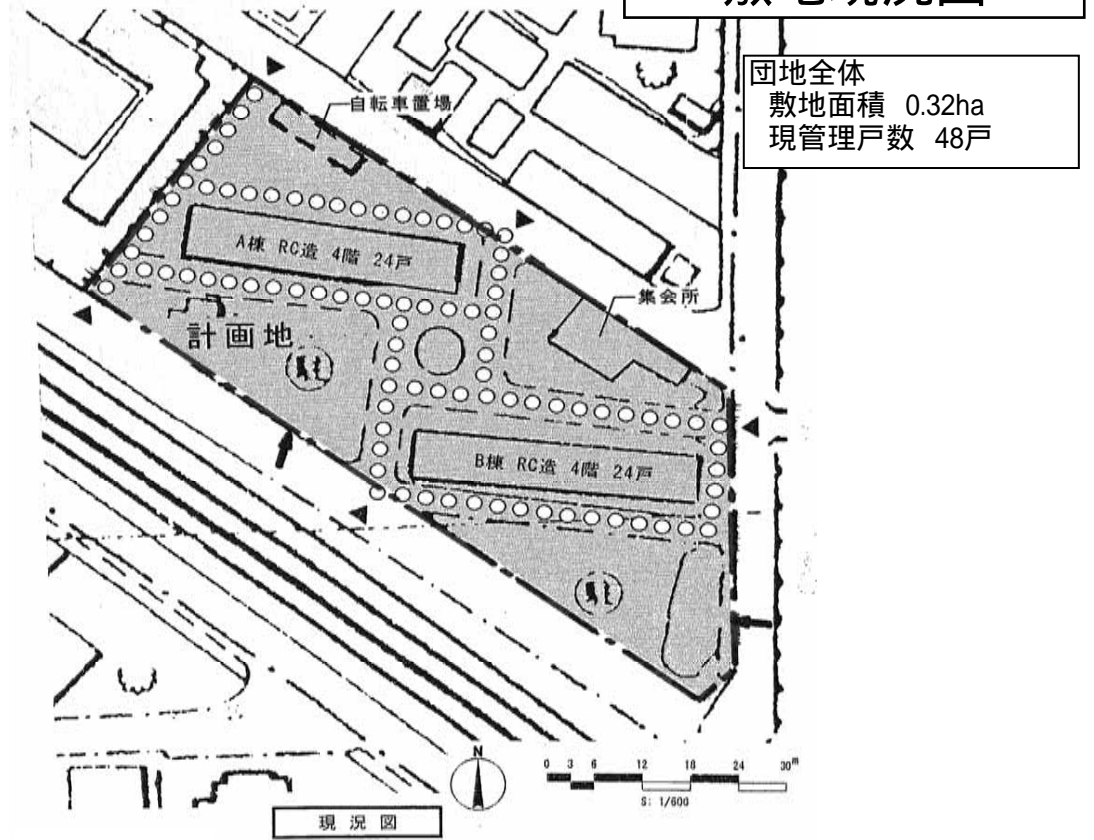 団地全体
敷地面積 0.32ha
現管理戸数 48戸
自転車置場
A棟 RC造 4階 24戸
集会所
計画地
B棟 RC造 4階 24戸
N
0 3 6 12 18 24 30m
S: 1/600
現況図